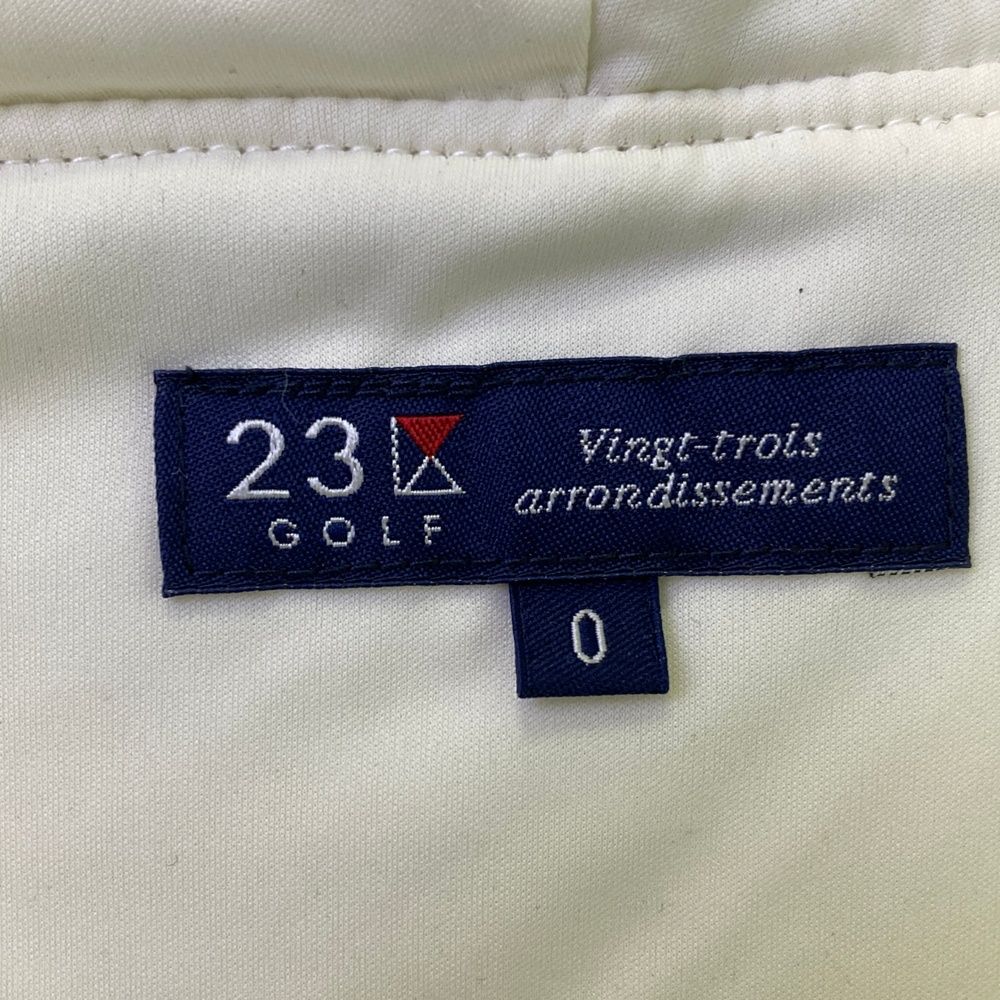 23
GOLF
Vingt-trois
arrondissements
0